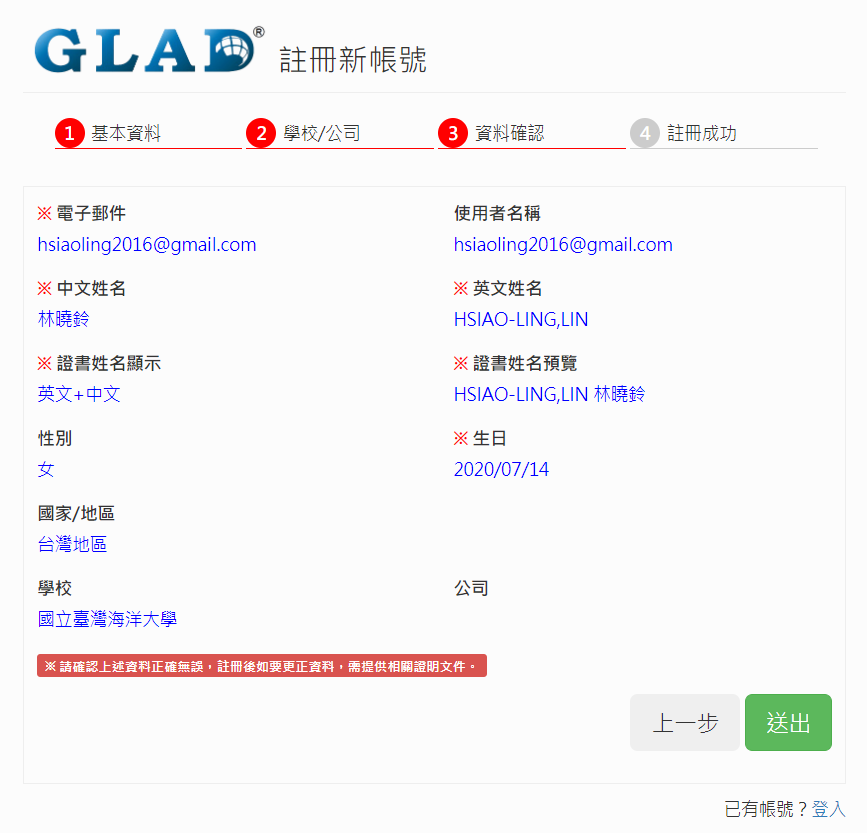 GLAD® 註冊新帳號
1 基本資料 2 學校/公司 3 資料確認 4 註冊成功
※ 電子郵件 使用者名稱
hsiaoling2016@gmail.com hsiaoling2016@gmail.com
※ 中文姓名 ※ 英文姓名
林曉鈴 HSIAO-LING,LIN
※ 證書姓名顯示 ※ 證書姓名預覽
英文+中文 HSIAO-LING,LIN 林曉鈴
性別 ※ 生日
女 2020/07/14
國家/地區
台灣地區
學校 公司
國立臺灣海洋大學
※ 請確認上述資料正確無誤，註冊後如要更正資料，需提供相關證明文件。
上一步 送出
已有帳號？登入